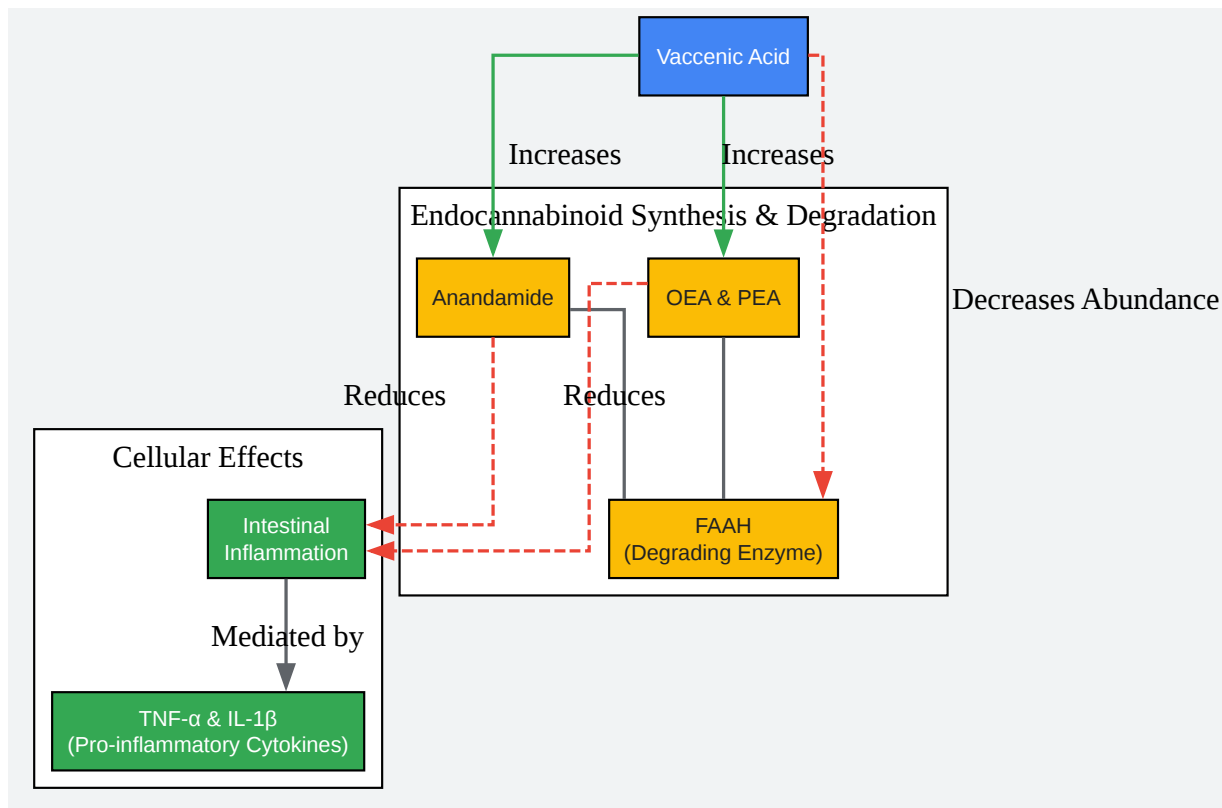 Vaccenic Acid
Increases
Increases
Endocannabinoid Synthesis & Degradation
Anandamide
OEA & PEA
Decreases Abundance
Reduces
Reduces
Cellular Effects
Intestinal
Inflammation
FAAH
(Degrading Enzyme)
Mediated by
TNF-α & IL-1β
(Pro-inflammatory Cytokines)